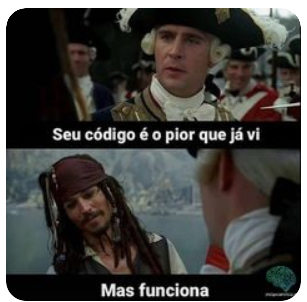 Seu código é o pior que já vi
Mas funciona